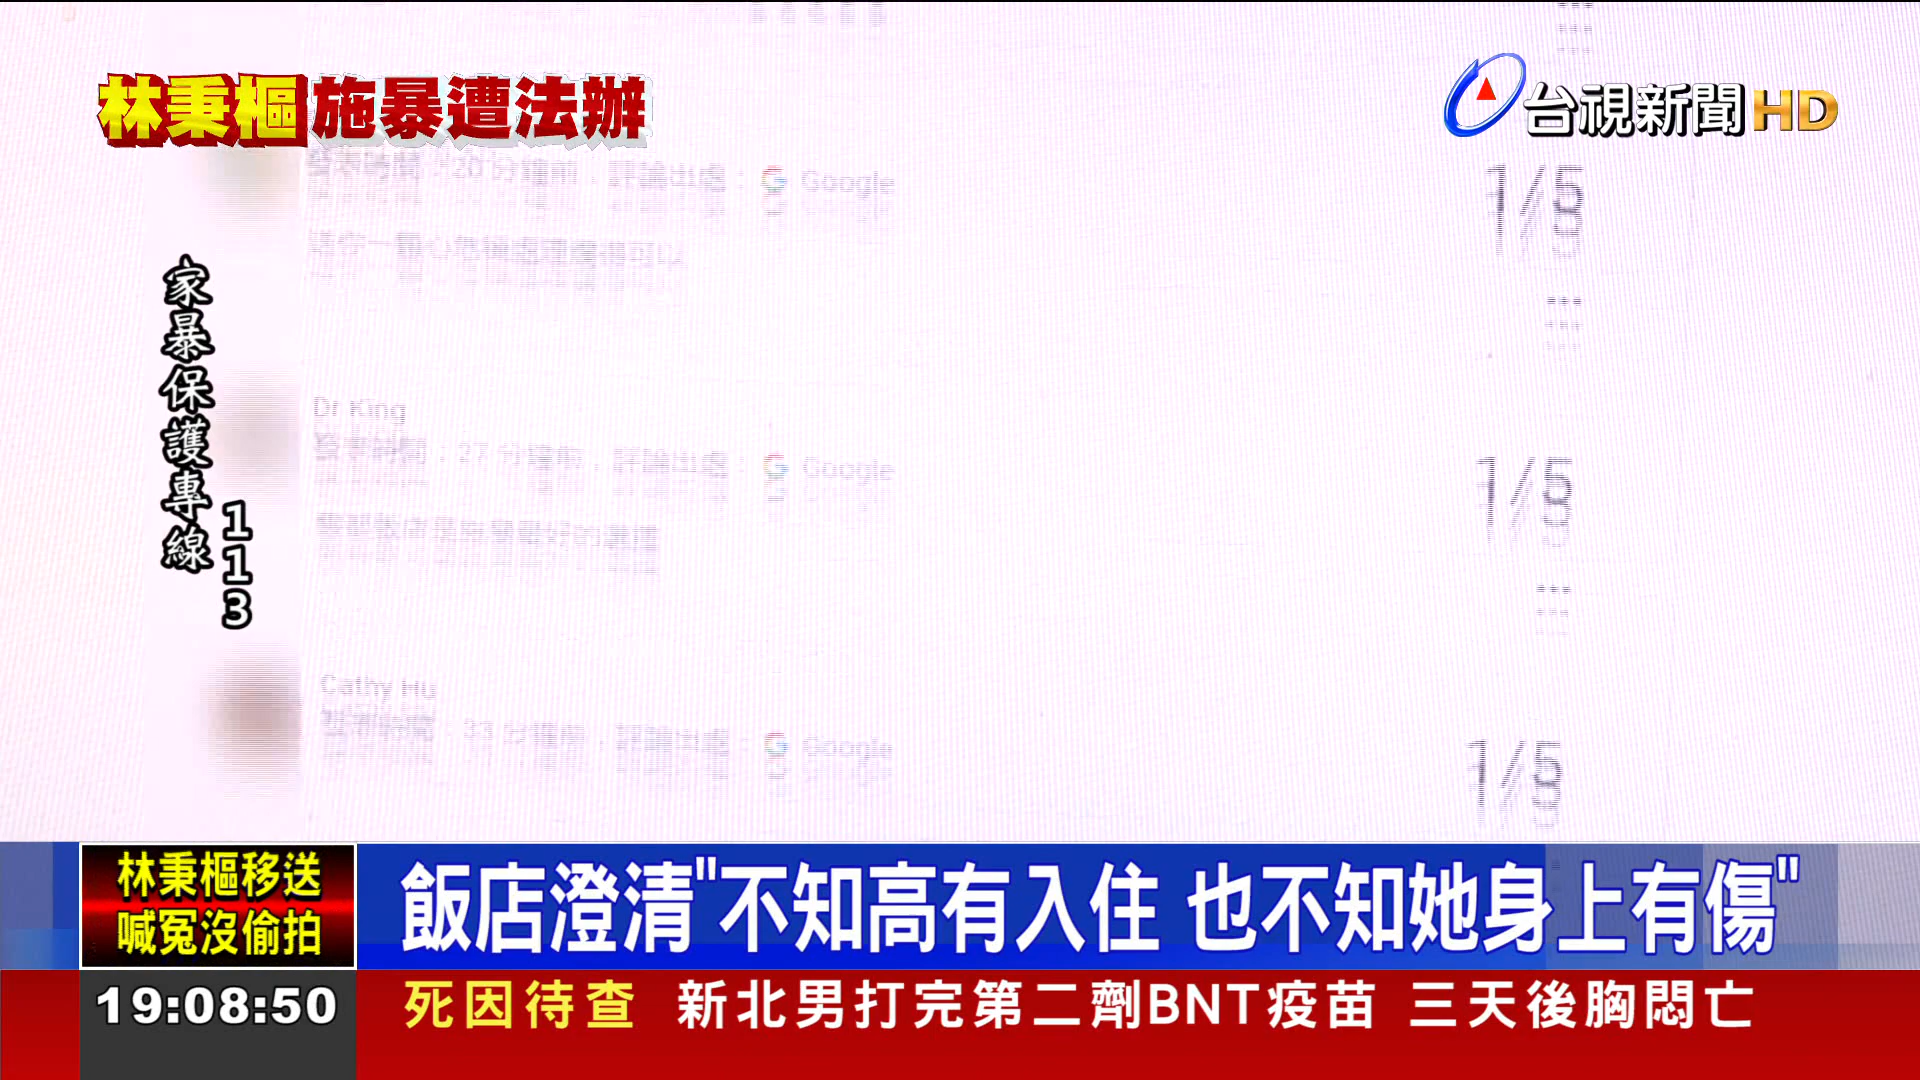 林秉樞施暴遭法辦
台視新聞HD
Google
1/5
家暴保護專線
113
Dr King
Google
1/5
Cathy Hu
Google
1/5
林秉樞移送
喊冤沒偷拍
飯店澄清"不知高有入住 也不知她身上有傷"
19:08:50
死因待查 新北男打完第二劑BNT疫苗 三天後胸悶亡